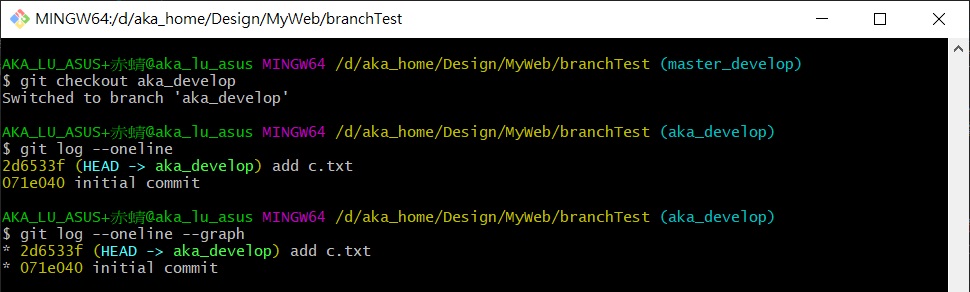 MINGW64:/d/aka_home/Design/MyWeb/branchTest
AKA_LU_ASUS+赤蜻@aka_lu_asus MINGW64 /d/aka_home/Design/MyWeb/branchTest (master_develop)
$ git checkout aka_develop
Switched to branch 'aka_develop'
AKA_LU_ASUS+赤蜻@aka_lu_asus MINGW64 /d/aka_home/Design/MyWeb/branchTest (aka_develop)
$ git log --oneline
2d6533f (HEAD -> aka_develop) add c.txt
071e040 initial commit
AKA_LU_ASUS+赤蜻@aka_lu_asus MINGW64 /d/aka_home/Design/MyWeb/branchTest (aka_develop)
$ git log --oneline --graph
* 2d6533f (HEAD -> aka_develop) add c.txt
* 071e040 initial commit